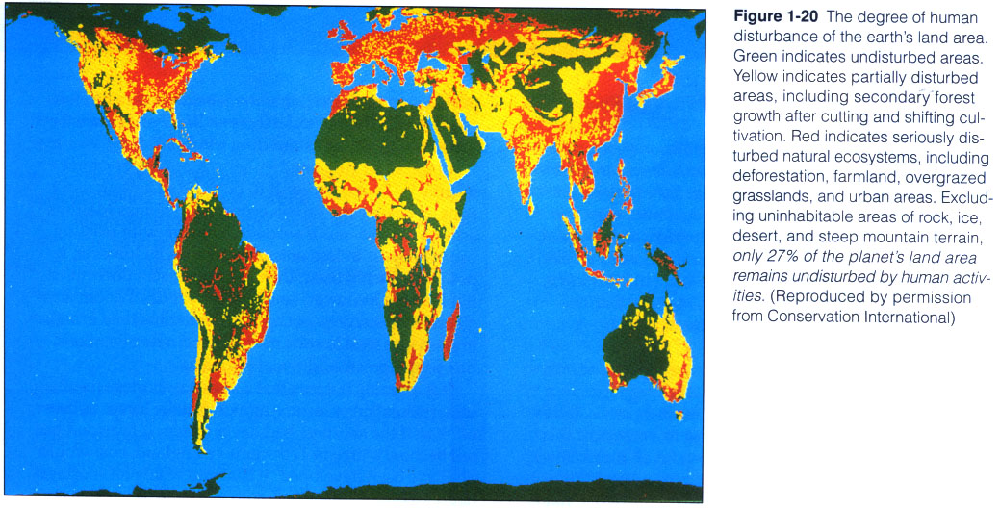 Figure 1-20 The degree of human
disturbance of the earth's land area.
Green indicates undisturbed areas.
Yellow indicates partially disturbed
areas, including secondary forest
growth after cutting and shifting cul-
tivation. Red indicates seriously dis-
turbed natural ecosystems, including
deforestation, farmland, overgrazed
grasslands, and urban areas. Exclud-
ing uninhabitable areas of rock, ice,
desert, and steep mountain terrain,
only 27% of the planet's land area
remains undisturbed by human activ-
ities. (Reproduced by permission
from Conservation International)